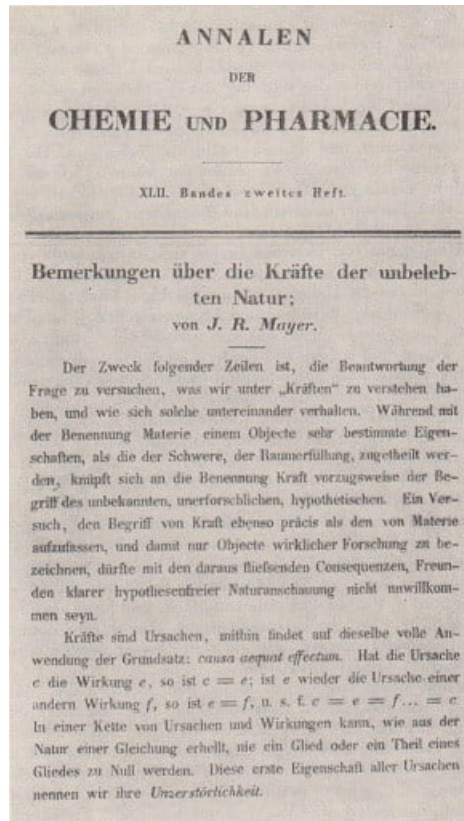 ANNALEN
DER
CHEMIE UND PHARMACIE.
XLII. Bandes zweites Heft.
Bemerkungen über die Kräfte der unbeleb-
ten Natur;
von J. R. Mayer.
Der Zweck folgender Zeilen ist, die Beantwortung der
Frage zu versuchen, was wir unter „Kräften" zu verstehen ha-
ben, und wie sich solche untereinander verhalten. Während mit
der Benennung Materie einem Objecte sehr bestimmte Eigen-
schaften, als die der Schwere, der Raumerfüllung, zugetheilt wer-
den, knüpft sich an die Benennung Kraft vorzugsweise der Be-
griff des unbekannten, unerforschlichen, hypothetischen. Ein Ver-
such, den Begriff von Kraft ebenso präcis als den von Materie
aufzufassen, und damit nur Objecte wirklicher Forschung zu be-
zeichnen, dürfte mit den daraus fließenden Consequenzen, Freun-
den klarer hypothesenfreier Naturanschauung nicht unwillkom-
men seyn.
Kräfte sind Ursachen, mithin findet auf dieselbe volle An-
wendung der Grundsatz: causa aequat effectum. Hat die Ursache
c die Wirkung e, so ist c = e; ist e wieder die Ursache einer
andern Wirkung f, so ist e = f, u. s. f. c = e = f... = c.
In einer Kette von Ursachen und Wirkungen kann, wie aus der
Natur einer Gleichung erhellt, nie ein Glied oder ein Theil eines
Gliedes zu Null werden. Diese erste Eigenschaft aller Ursachen
nennen wir ihre Unzerstörlichkeit.